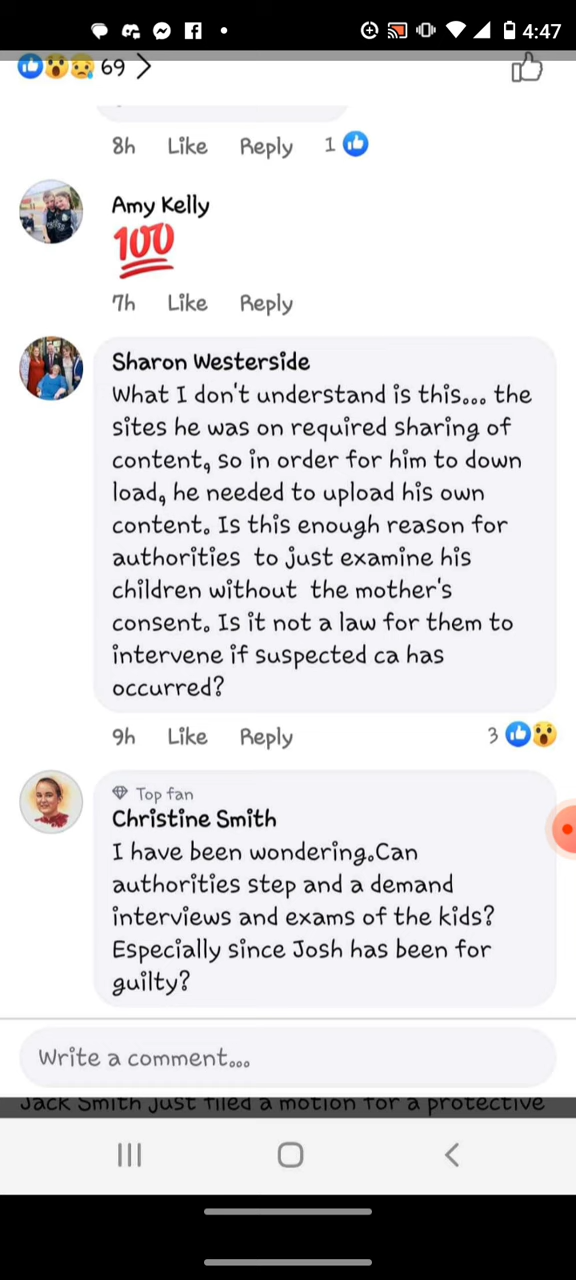 4:47
69
8h Like Reply 1
Amy Kelly
💯
7h Like Reply
Sharon Westerside
What I don't understand is this... the
sites he was on required sharing of
content, so in order for him to down
load, he needed to upload his own
content. Is this enough reason for
authorities to just examine his
children without the mother's
consent. Is it not a law for them to
intervene if suspected ca has
occurred?
9h Like Reply 3
Top fan
Christine Smith
I have been wondering.Can
authorities step and a demand
interviews and exams of the kids?
Especially since Josh has been for
guilty?
Write a comment...
Jack Smith just filed a motion for a protective